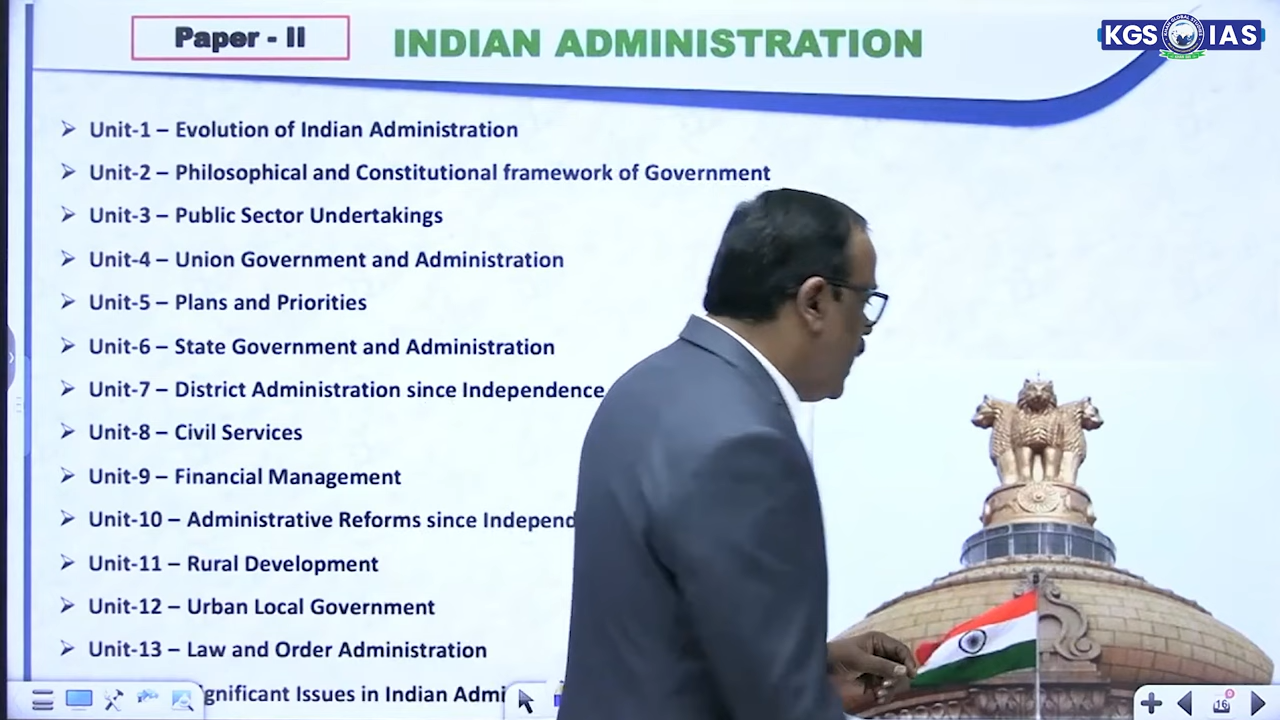 Paper - II
INDIAN ADMINISTRATION
KGS IAS
Unit-1 – Evolution of Indian Administration
Unit-2 – Philosophical and Constitutional framework of Government
Unit-3 – Public Sector Undertakings
Unit-4 – Union Government and Administration
Unit-5 – Plans and Priorities
Unit-6 – State Government and Administration
Unit-7 – District Administration since Independence
Unit-8 – Civil Services
Unit-9 – Financial Management
Unit-10 – Administrative Reforms since Independ
Unit-11 – Rural Development
Unit-12 – Urban Local Government
Unit-13 – Law and Order Administration
gnificant Issues in Indian Admi
16